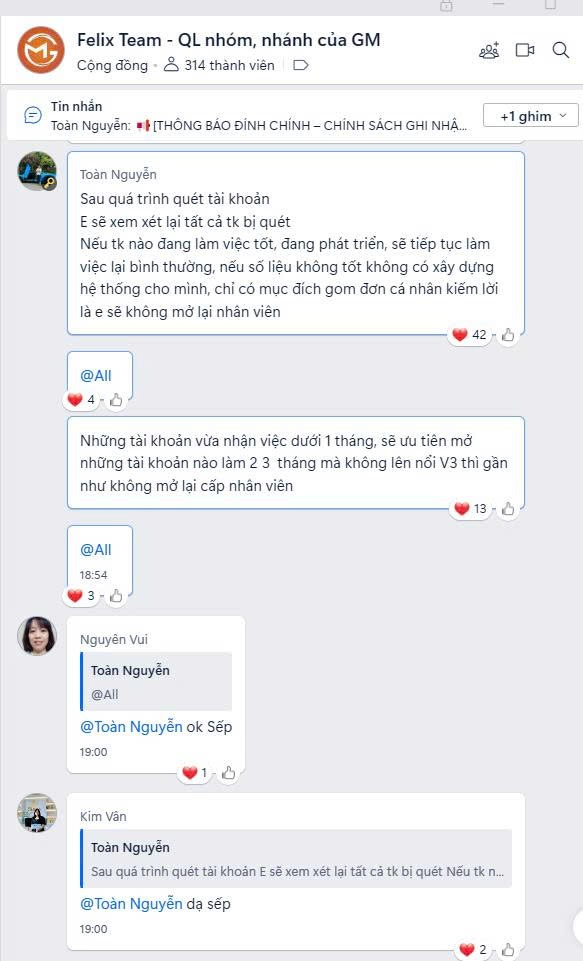 Felix Team - QL nhóm, nhánh của GM
Cộng đồng • 314 thành viên
Tin nhắn
Toàn Nguyễn: [THÔNG BÁO ĐÍNH CHÍNH – CHÍNH SÁCH GHI NHẬ...
+1 ghim
Toàn Nguyễn
Sau quá trình quét tài khoản
E sẽ xem xét lại tất cả tk bị quét
Nếu tk nào đang làm việc tốt, đang phát triển, sẽ tiếp tục làm
việc lại bình thường, nếu số liệu không tốt không có xây dựng
hệ thống cho mình, chỉ có mục đích gom đơn cá nhân kiếm lời
là e sẽ không mở lại nhân viên
42
@All
4
Những tài khoản vừa nhận việc dưới 1 tháng, sẽ ưu tiên mở
những tài khoản nào làm 2 3 tháng mà không lên nổi V3 thì gần
như không mở lại cấp nhân viên
13
@All
18:54
3
Nguyên Vui
Toàn Nguyễn
@All
@Toàn Nguyễn ok Sếp
19:00
1
Kim Vân
Toàn Nguyễn
Sau quá trình quét tài khoản E sẽ xem xét lại tất cả tk bị quét Nếu tk n...
@Toàn Nguyễn dạ sếp
19:00
2